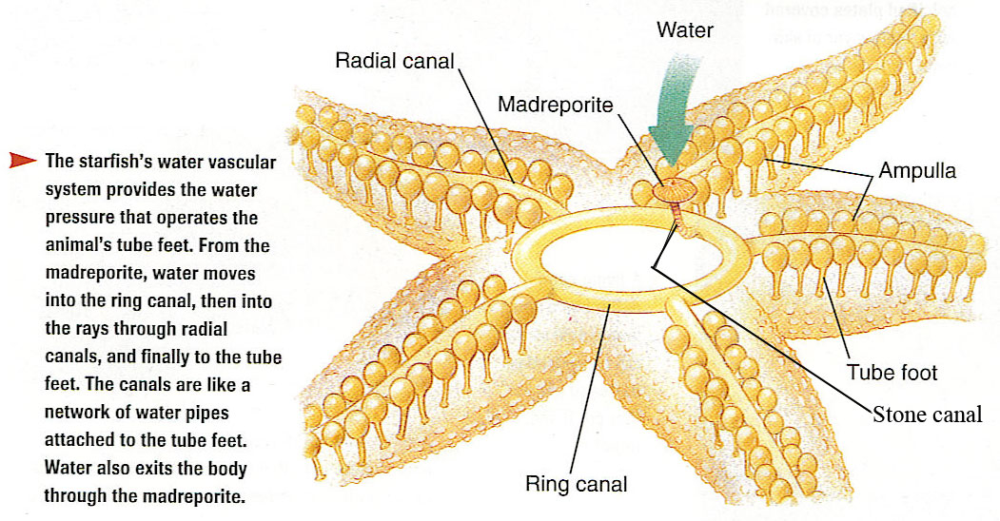 Water
Radial canal
Madreporite
Ampulla
The starfish's water vascular
system provides the water
pressure that operates the
animal's tube feet. From the
madreporite, water moves
into the ring canal, then into
the rays through radial
canals, and finally to the tube
feet. The canals are like a
network of water pipes
attached to the tube feet.
Water also exits the body
through the madreporite.
Tube foot
Stone canal
Ring canal